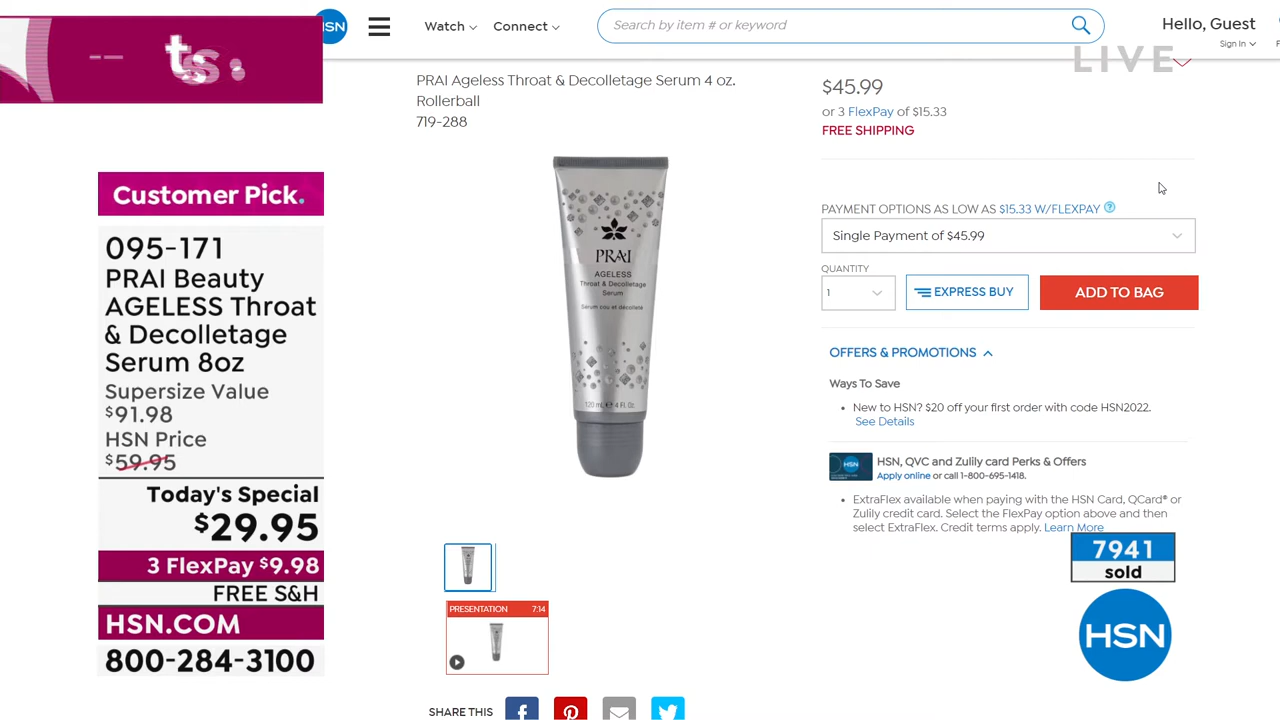 ts.
HSN
Watch
Connect
Search by item # or keyword
Hello, Guest
Sign In
LIVE
PRAI Ageless Throat & Decolletage Serum 4 oz.
Rollerball
719-288
$45.99
or 3 FlexPay of $15.33
FREE SHIPPING
PAYMENT OPTIONS AS LOW AS $15.33 W/FLEXPAY ?
Single Payment of $45.99
QUANTITY
1
EXPRESS BUY
ADD TO BAG
OFFERS & PROMOTIONS
Ways To Save
• New to HSN? $20 off your first order with code HSN2022.
See Details
HSN
HSN, QVC and Zulily card Perks & Offers
Apply online or call 1-800-695-1418.
• ExtraFlex available when paying with the HSN Card, QCard® or
Zulily credit card. Select the FlexPay option above and then
select ExtraFlex. Credit terms apply. Learn More
PRAI
AGELESS
Throat & Decolletage
Serum
Sérum cou et décolleté
120 mL e 4 Fl. Oz.
PRESENTATION 7:14
SHARE THIS
Customer Pick.
095-171
PRAI Beauty
AGELESS Throat
& Decolletage
Serum 8oz
Supersize Value
$91.98
HSN Price
$59.95
Today's Special
$29.95
3 FlexPay $9.98
FREE S&H
HSN.COM
800-284-3100
7941
sold
HSN